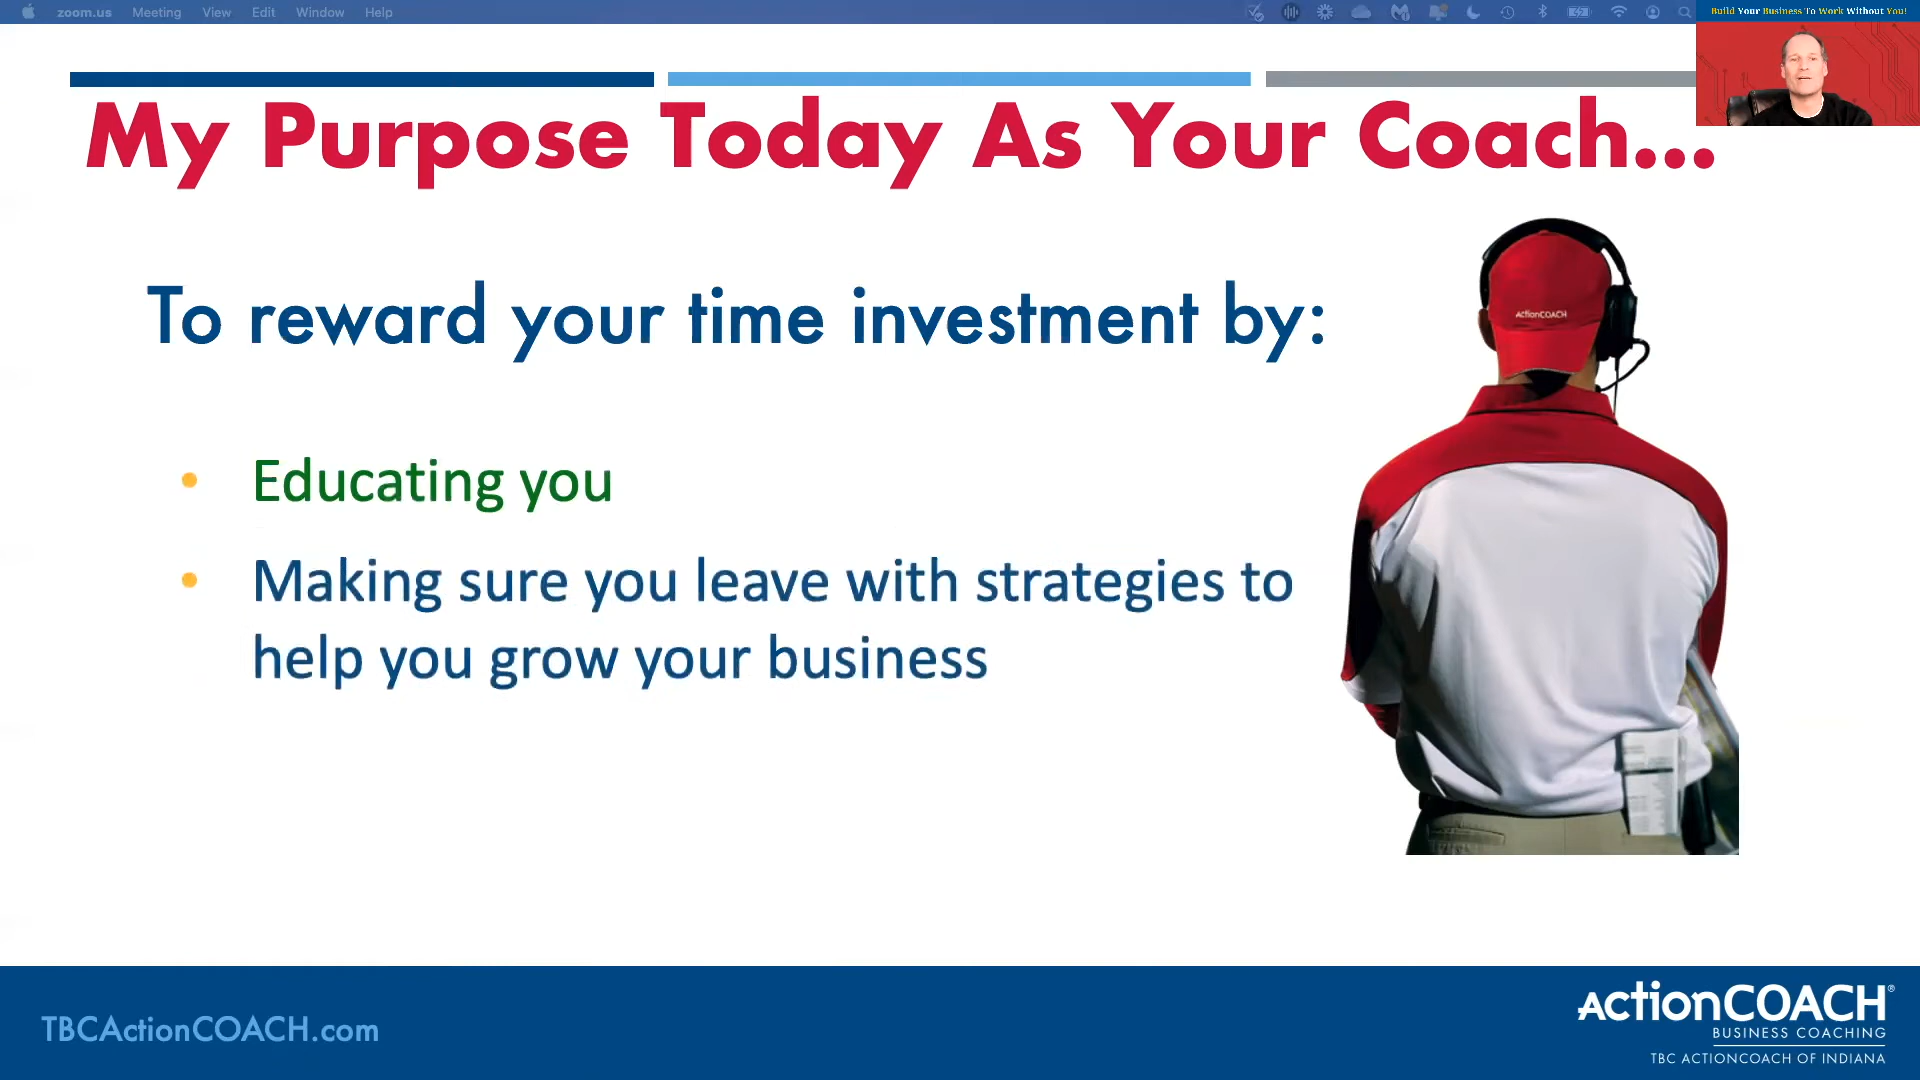 zoom.us Meeting View Edit Window Help
Build Your Business To Work Without You!
My Purpose Today As Your Coach...
To reward your time investment by:
ActionCOACH
• Educating you
• Making sure you leave with strategies to
help you grow your business
TBCActionCOACH.com
ActionCOACH®
BUSINESS COACHING
TBC ACTIONCOACH OF INDIANA